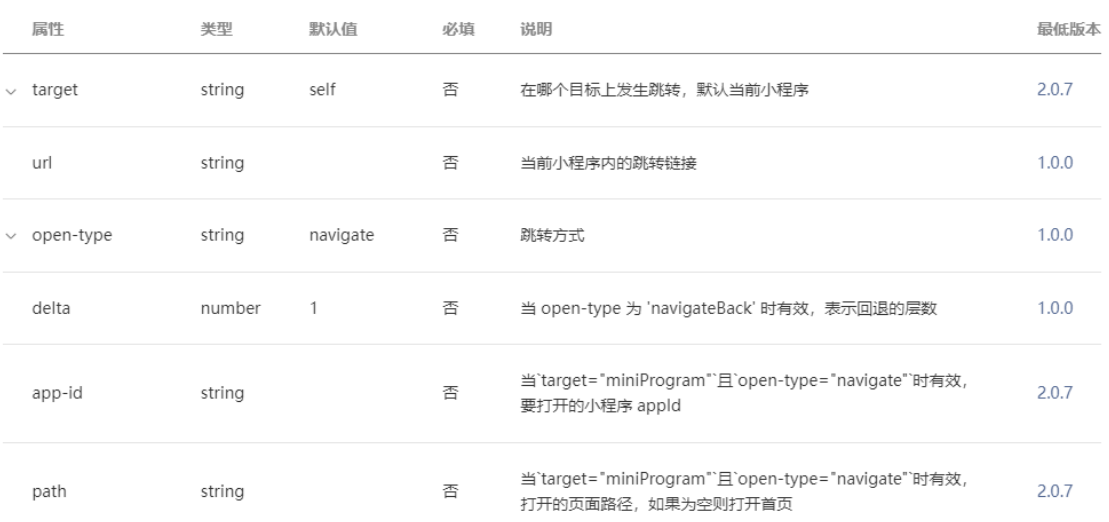 属性 类型 默认值 必填 说明 最低版本
target string self 否 在哪个目标上发生跳转，默认当前小程序 2.0.7
url string 否 当前小程序内的跳转链接 1.0.0
open-type string navigate 否 跳转方式 1.0.0
delta number 1 否 当 open-type 为 'navigateBack' 时有效，表示回退的层数 1.0.0
app-id string 否 当`target="miniProgram"`且`open-type="navigate"`时有效， 2.0.7
要打开的小程序 appId
path string 否 当`target="miniProgram"`且`open-type="navigate"`时有效， 2.0.7
打开的页面路径，如果为空则打开首页